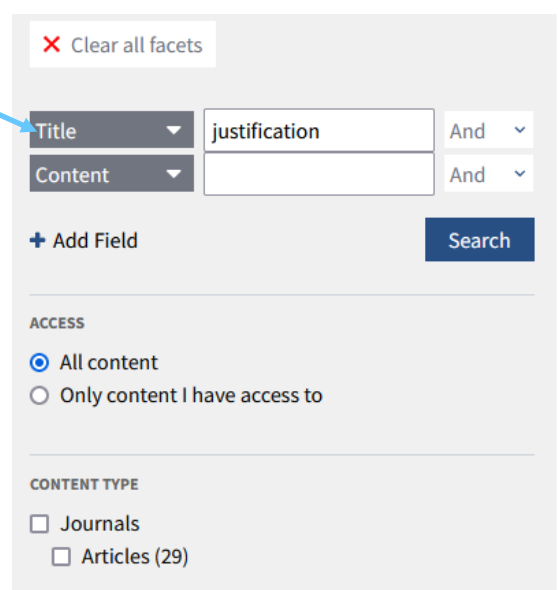 Clear all facets
Title justification And
Content And
Add Field Search
ACCESS
All content
Only content I have access to
CONTENT TYPE
Journals
Articles (29)